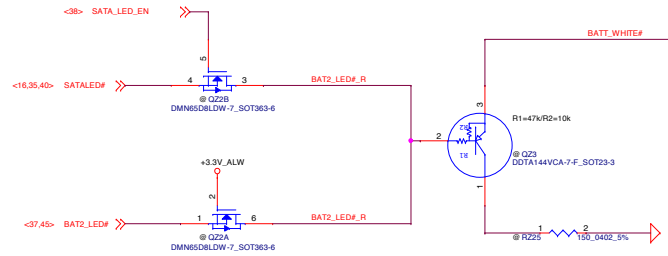 <38> SATA_LED_EN
BATT_WHITE#
5
<16,35,40> SATALED#
4
3
BAT2_LED#_R
@ QZ2B
DMN65D8LDW-7_SOT363-6
3
R1=47k/R2=10k
R2
2
R1
@ QZ3
DDTA144VCA-7-F_SOT23-3
+3.3V_ALW
2
1
<37,45> BAT2_LED#
1
6
BAT2_LED#_R
@ QZ2A
DMN65D8LDW-7_SOT363-6
1
2
@ RZ25
150_0402_5%